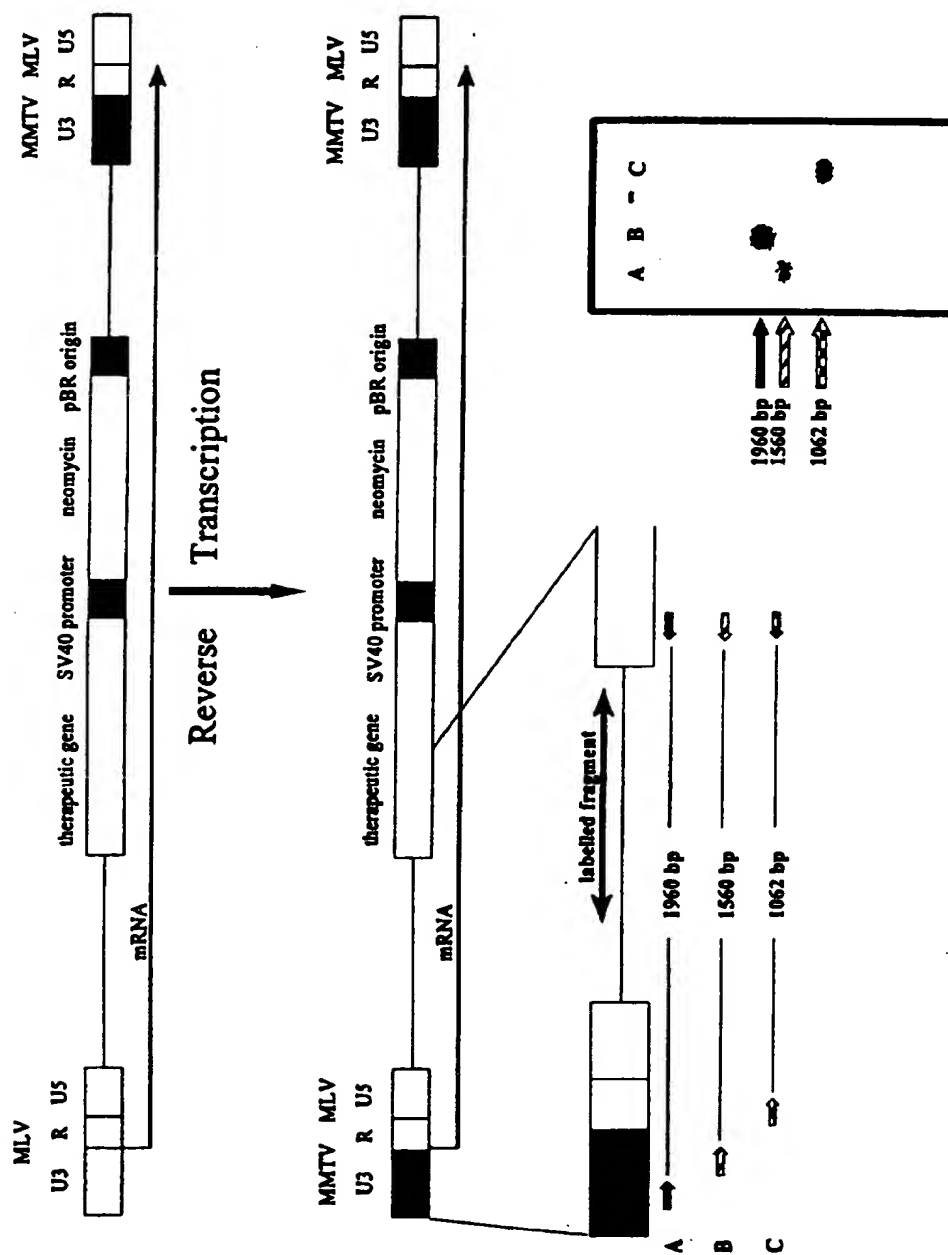 MLV
MMTV MLV
U3 R U5
U3 R U5
therapeutic gene SV40 promoter neomycin pBR origin
mRNA
Reverse Transcription
MMTV MLV
MMTV MLV
U3 R U5
U3 R U5
therapeutic gene SV40 promoter neomycin pBR origin
mRNA
labelled fragment
A 1960 bp
B 1560 bp
C 1062 bp
A B - C
1960 bp
1560 bp
1062 bp